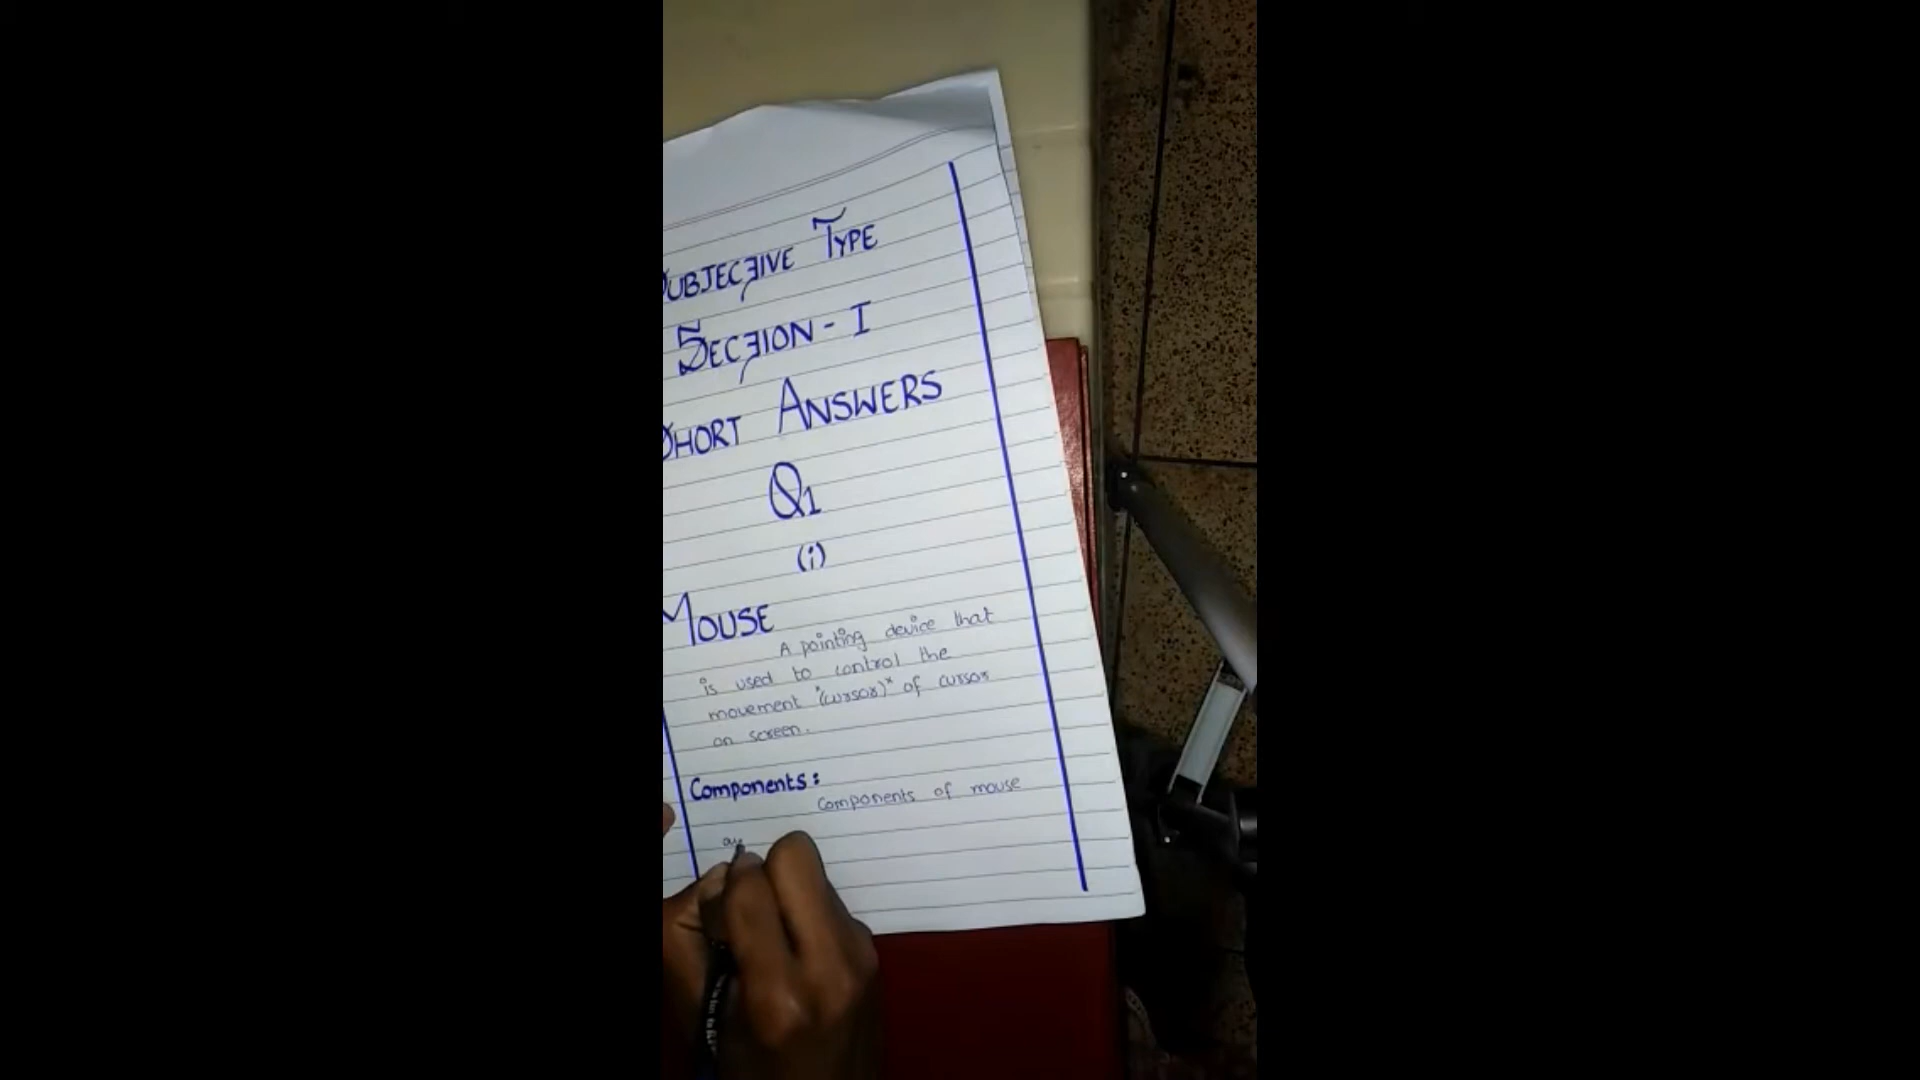 SUBJECTIVE TYPE
SECTION - I
SHORT ANSWERS
Q1
(i)
MOUSE
A pointing device that
is used to control the
movement "(cursor)" of cursor
on screen.
Components:
Components of mouse